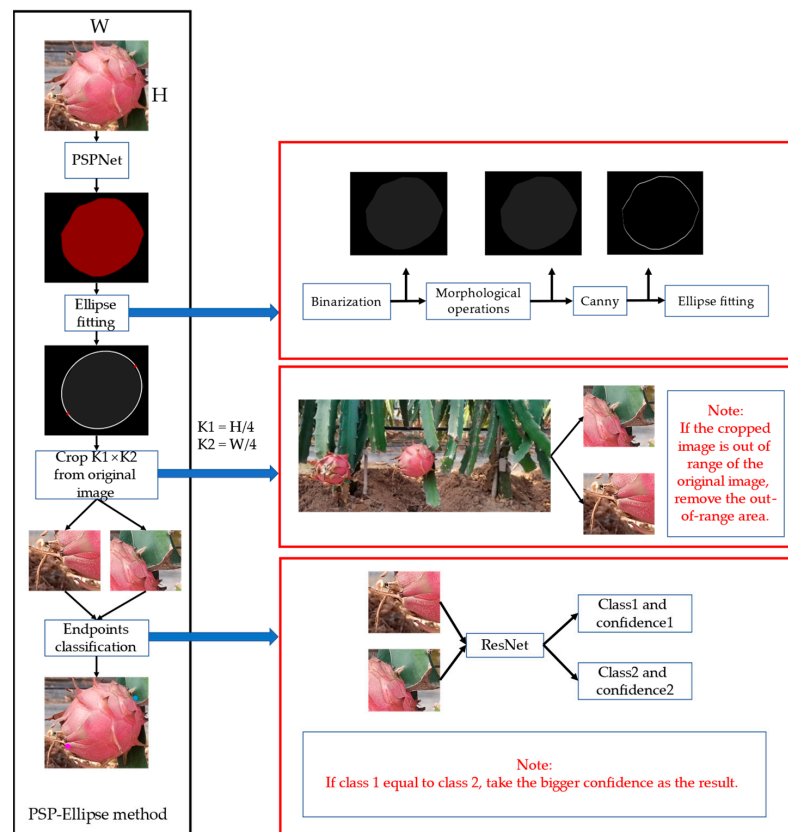 W
H
PSPNet
Ellipse
fitting
K1 = H/4
K2 = W/4
Crop K1×K2
from original
image
Endpoints
classification
PSP-Ellipse method
Binarization
Morphological
operations
Canny
Ellipse fitting
Note:
If the cropped
image is out of
range of the
original image,
remove the out-
of-range area.
ResNet
Class1 and
confidence1
Class2 and
confidence2
Note:
If class 1 equal to class 2, take the bigger confidence as the result.